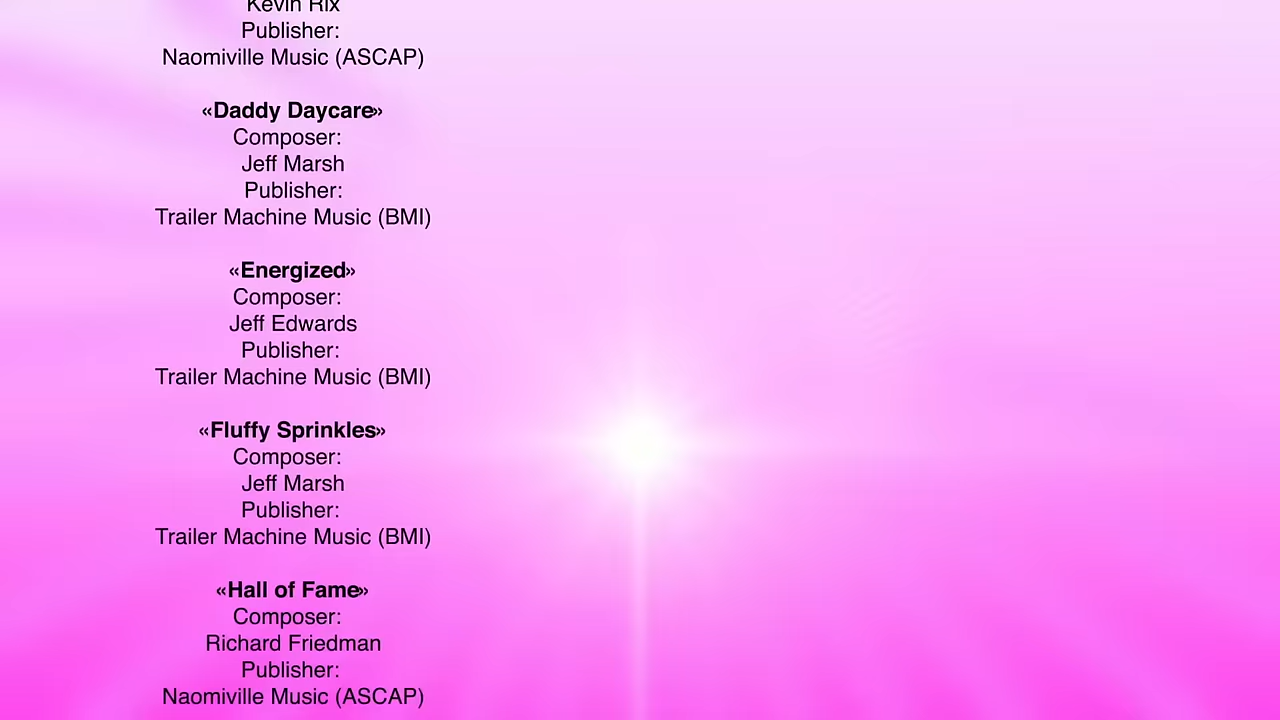 Kevin Rix
Publisher:
Naomiville Music (ASCAP)
«Daddy Daycare»
Composer:
Jeff Marsh
Publisher:
Trailer Machine Music (BMI)
«Energized»
Composer:
Jeff Edwards
Publisher:
Trailer Machine Music (BMI)
«Fluffy Sprinkles»
Composer:
Jeff Marsh
Publisher:
Trailer Machine Music (BMI)
«Hall of Fame»
Composer:
Richard Friedman
Publisher:
Naomiville Music (ASCAP)